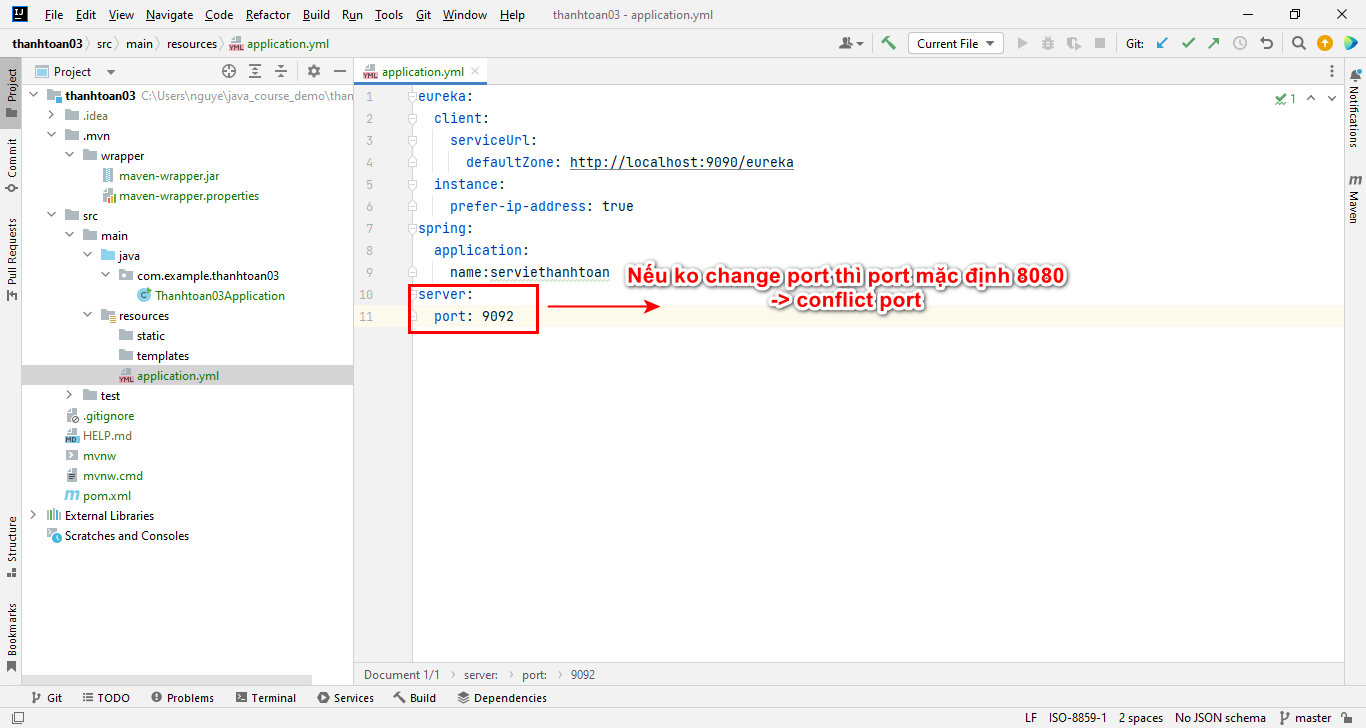 File Edit View Navigate Code Refactor Build Run Tools Git Window Help thanhtoan03 - application.yml
thanhtoan03 src main resources application.yml Current File Git:
Project
application.yml
thanhtoan03 C:\Users\nguye\java_course_demo\than
.idea
.mvn
wrapper
maven-wrapper.jar
maven-wrapper.properties
src
main
java
com.example.thanhtoan03
Thanhtoan03Application
resources
static
templates
application.yml
test
.gitignore
HELP.md
mvnw
mvnw.cmd
pom.xml
External Libraries
Scratches and Consoles
Project
Commit
Pull Requests
Structure
Bookmarks
1 eureka:
2 client:
3 serviceUrl:
4 defaultZone: http://localhost:9090/eureka
5 instance:
6 prefer-ip-address: true
7 spring:
8 application:
9 name:serviethanhtoan
10 server:
11 port: 9092
1
Nếu ko change port thì port mặc định 8080
-> conflict port
Notifications
Maven
Document 1/1 server: port: 9092
Git TODO Problems Terminal Services Build Dependencies
LF ISO-8859-1 2 spaces No JSON schema master